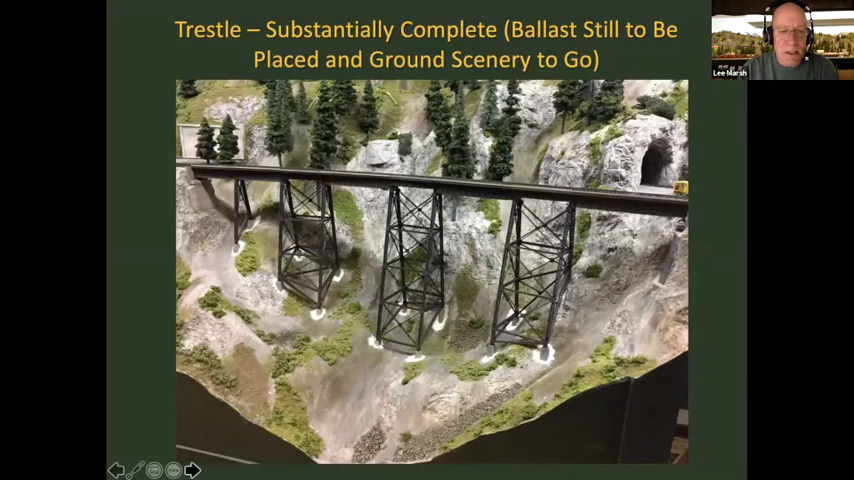 Trestle – Substantially Complete (Ballast Still to Be
Placed and Ground Scenery to Go)
Lee Marsh